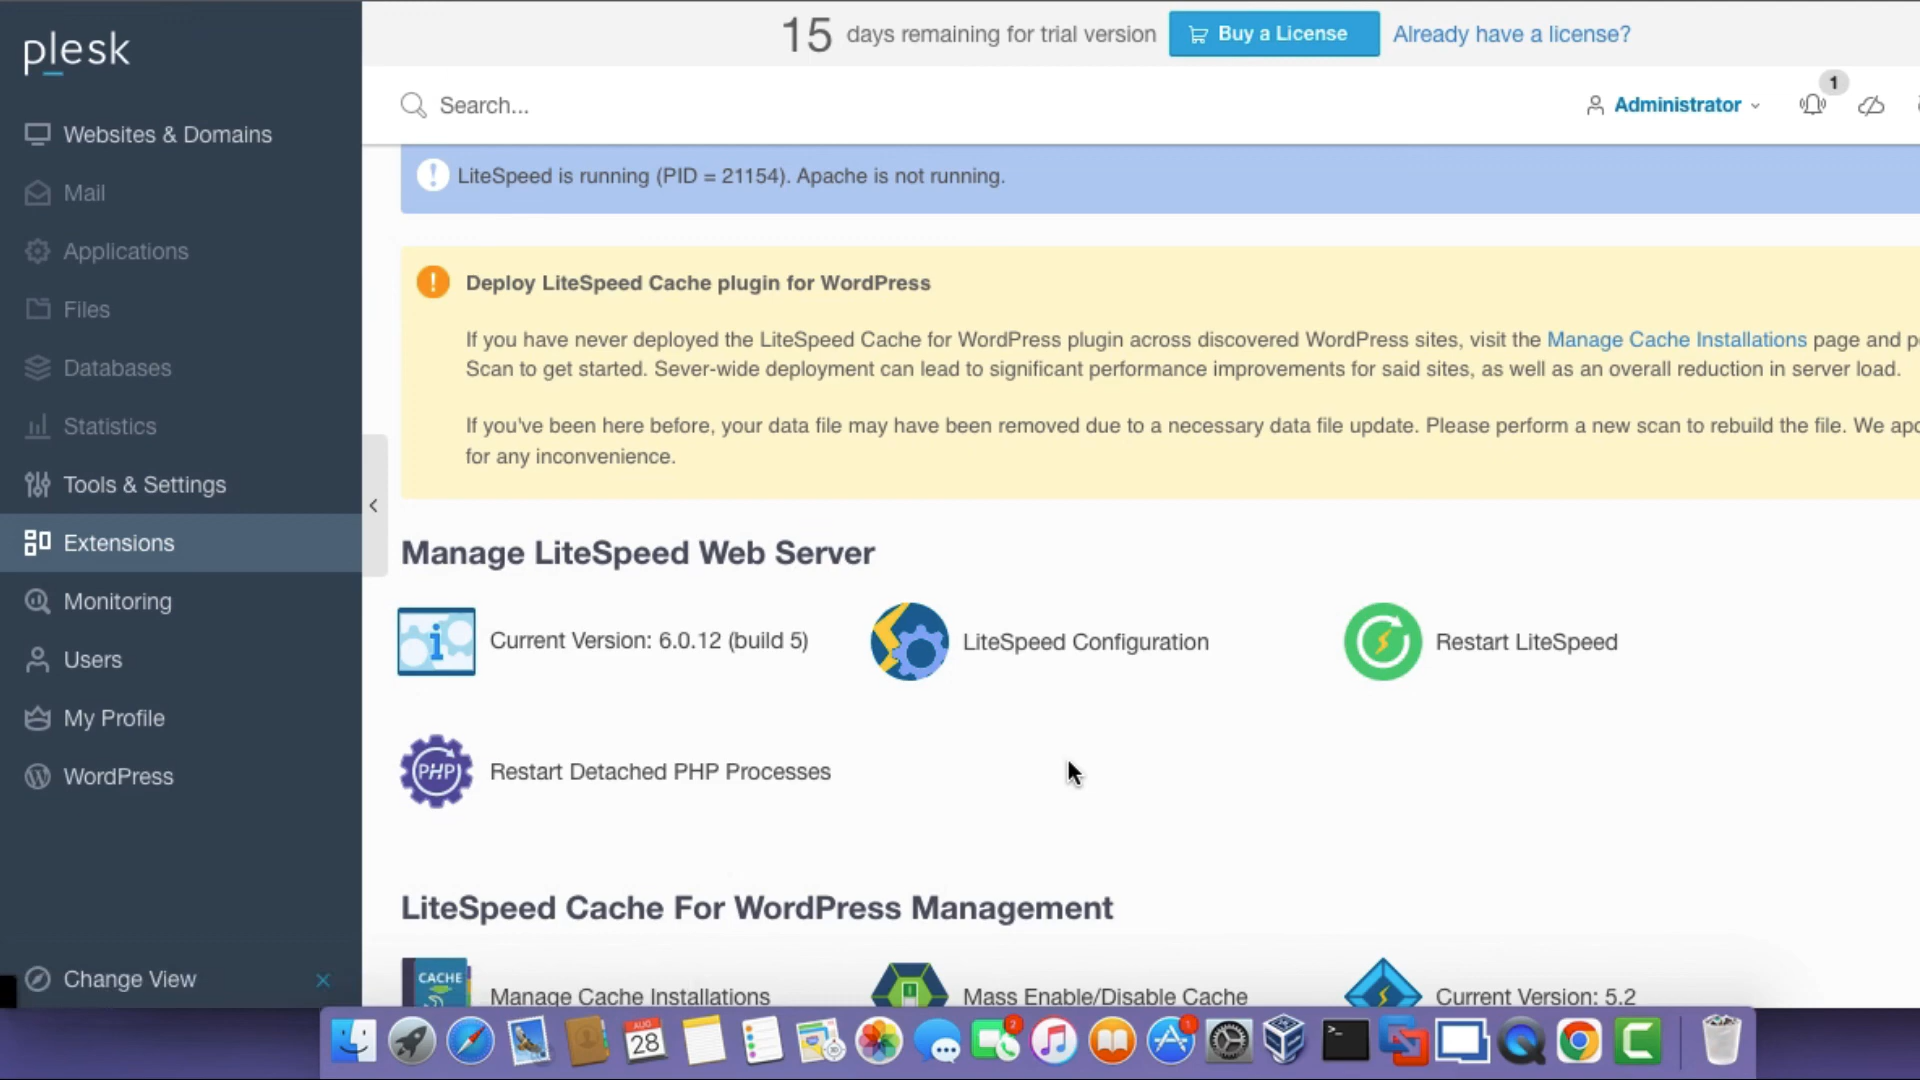 plesk
15 days remaining for trial version Buy a License Already have a license?
Search...
Administrator
1
Websites & Domains
Mail
Applications
Files
Databases
Statistics
Tools & Settings
Extensions
Monitoring
Users
My Profile
WordPress
Change View
LiteSpeed is running (PID = 21154). Apache is not running.
Deploy LiteSpeed Cache plugin for WordPress
If you have never deployed the LiteSpeed Cache for WordPress plugin across discovered WordPress sites, visit the Manage Cache Installations page and
Scan to get started. Sever-wide deployment can lead to significant performance improvements for said sites, as well as an overall reduction in server load.
If you've been here before, your data file may have been removed due to a necessary data file update. Please perform a new scan to rebuild the file. We
for any inconvenience.
Manage LiteSpeed Web Server
Current Version: 6.0.12 (build 5)
LiteSpeed Configuration
Restart LiteSpeed
PHP
Restart Detached PHP Processes
LiteSpeed Cache For WordPress Management
CACHE
Manage Cache Installations
Mass Enable/Disable Cache
Current Version: 5.2
AUG
28
2
1